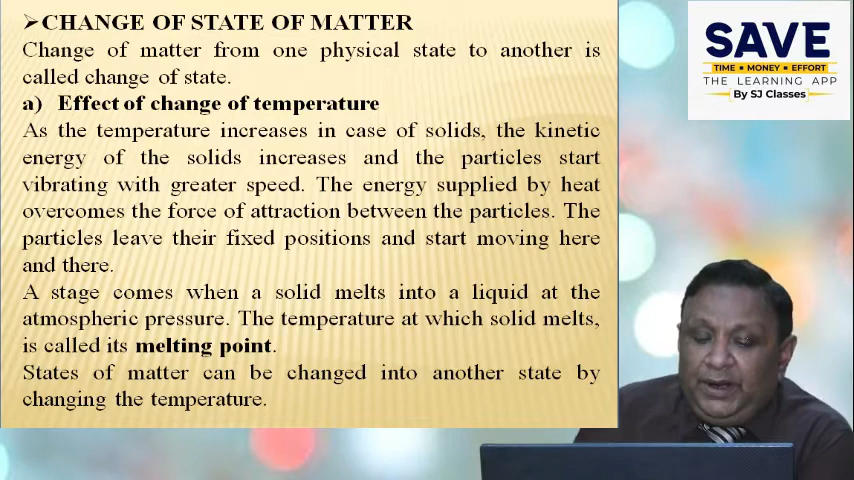 ➢CHANGE OF STATE OF MATTER
Change of matter from one physical state to another is
called change of state.
a) Effect of change of temperature
As the temperature increases in case of solids, the kinetic
energy of the solids increases and the particles start
vibrating with greater speed. The energy supplied by heat
overcomes the force of attraction between the particles. The
particles leave their fixed positions and start moving here
and there.
A stage comes when a solid melts into a liquid at the
atmospheric pressure. The temperature at which solid melts,
is called its melting point.
States of matter can be changed into another state by
changing the temperature.
SAVE
TIME ▪ MONEY ▪ EFFORT
THE LEARNING APP
By SJ Classes